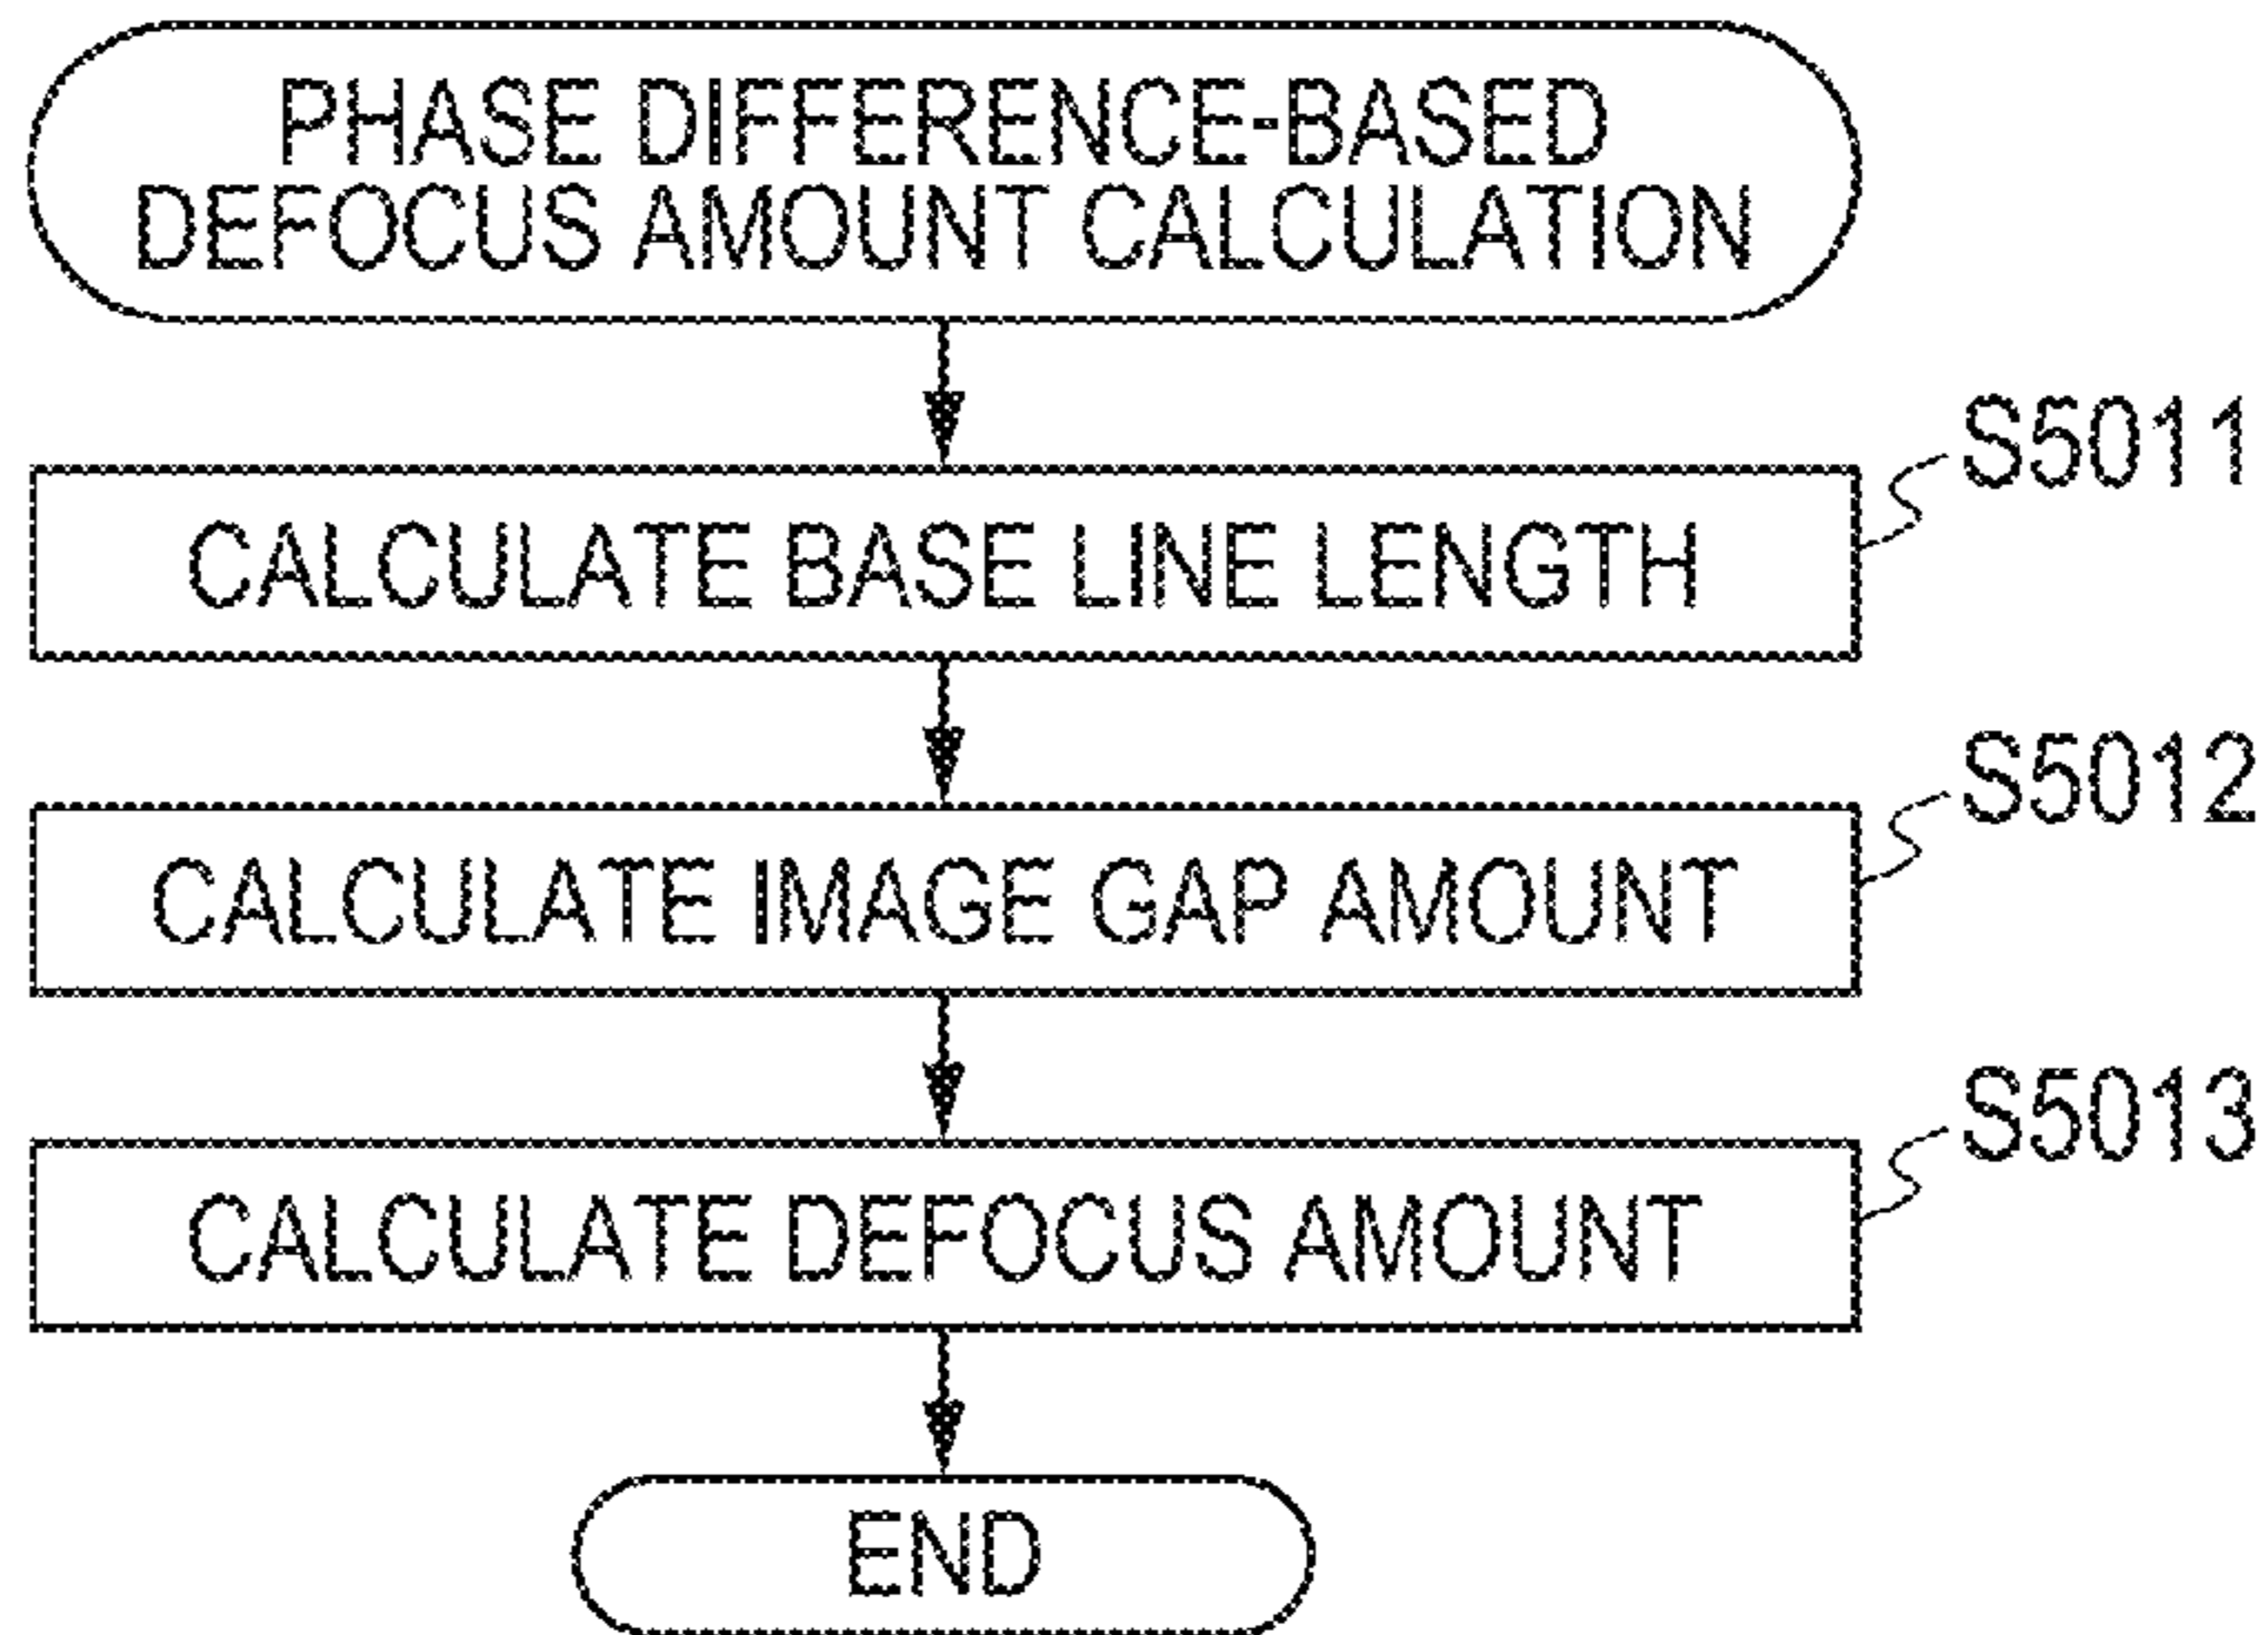 PHASE DIFFERENCE-BASED
DEFOCUS AMOUNT CALCULATION
S5011
CALCULATE BASE LINE LENGTH
S5012
CALCULATE IMAGE GAP AMOUNT
S5013
CALCULATE DEFOCUS AMOUNT
END